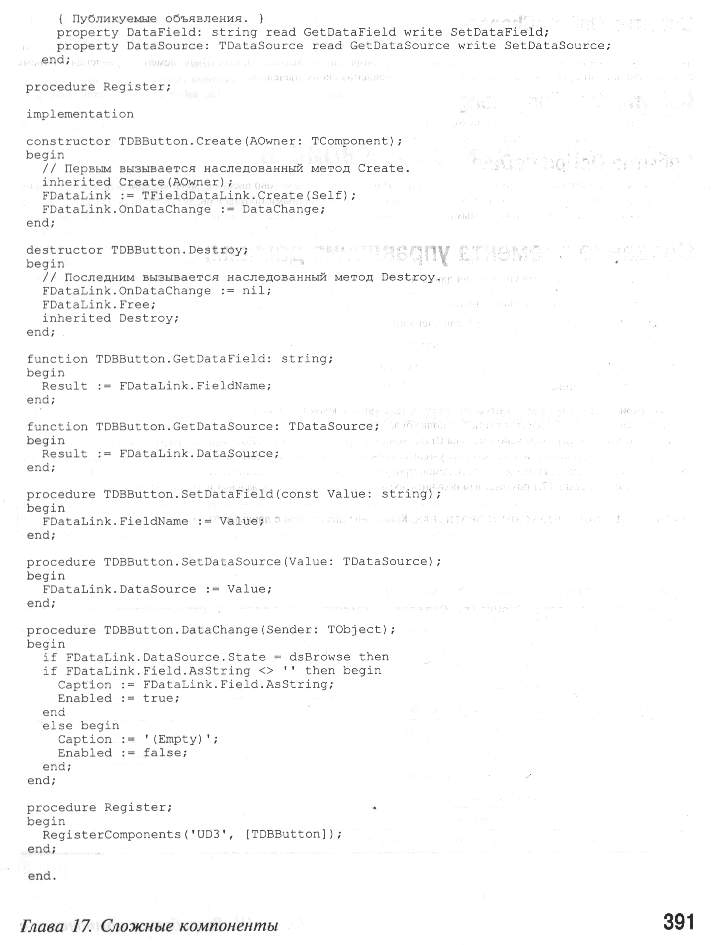 { Публикуемые объявления. }
property DataField: string read GetDataField write SetDataField;
property DataSource: TDataSource read GetDataSource write SetDataSource;
end;
procedure Register;
implementation
constructor TDBButton.Create(AOwner: TComponent);
begin
// Первым вызывается наследованный метод Create.
inherited Create(AOwner);
FDataLink := TFieldDataLink.Create(Self);
FDataLink.OnDataChange := DataChange;
end;
destructor TDBButton.Destroy;
begin
// Последним вызывается наследованный метод Destroy.
FDataLink.OnDataChange := nil;
FDataLink.Free;
inherited Destroy;
end;
function TDBButton.GetDataField: string;
begin
Result := FDataLink.FieldName;
end;
function TDBButton.GetDataSource: TDataSource;
begin
Result := FDataLink.DataSource;
end;
procedure TDBButton.SetDataField(const Value: string);
begin
FDataLink.FieldName := Value;
end;
procedure TDBButton.SetDataSource(Value: TDataSource);
begin
FDataLink.DataSource := Value;
end;
procedure TDBButton.DataChange(Sender: TObject);
begin
if FDataLink.DataSource.State = dsBrowse then
if FDataLink.Field.AsString <> '' then begin
Caption := FDataLink.Field.AsString;
Enabled := true;
end
else begin
Caption := '(Empty)';
Enabled := false;
end;
end;
procedure Register;
begin
RegisterComponents('UD3', [TDBButton]);
end;
end.
Глава 17. Сложные компоненты 391